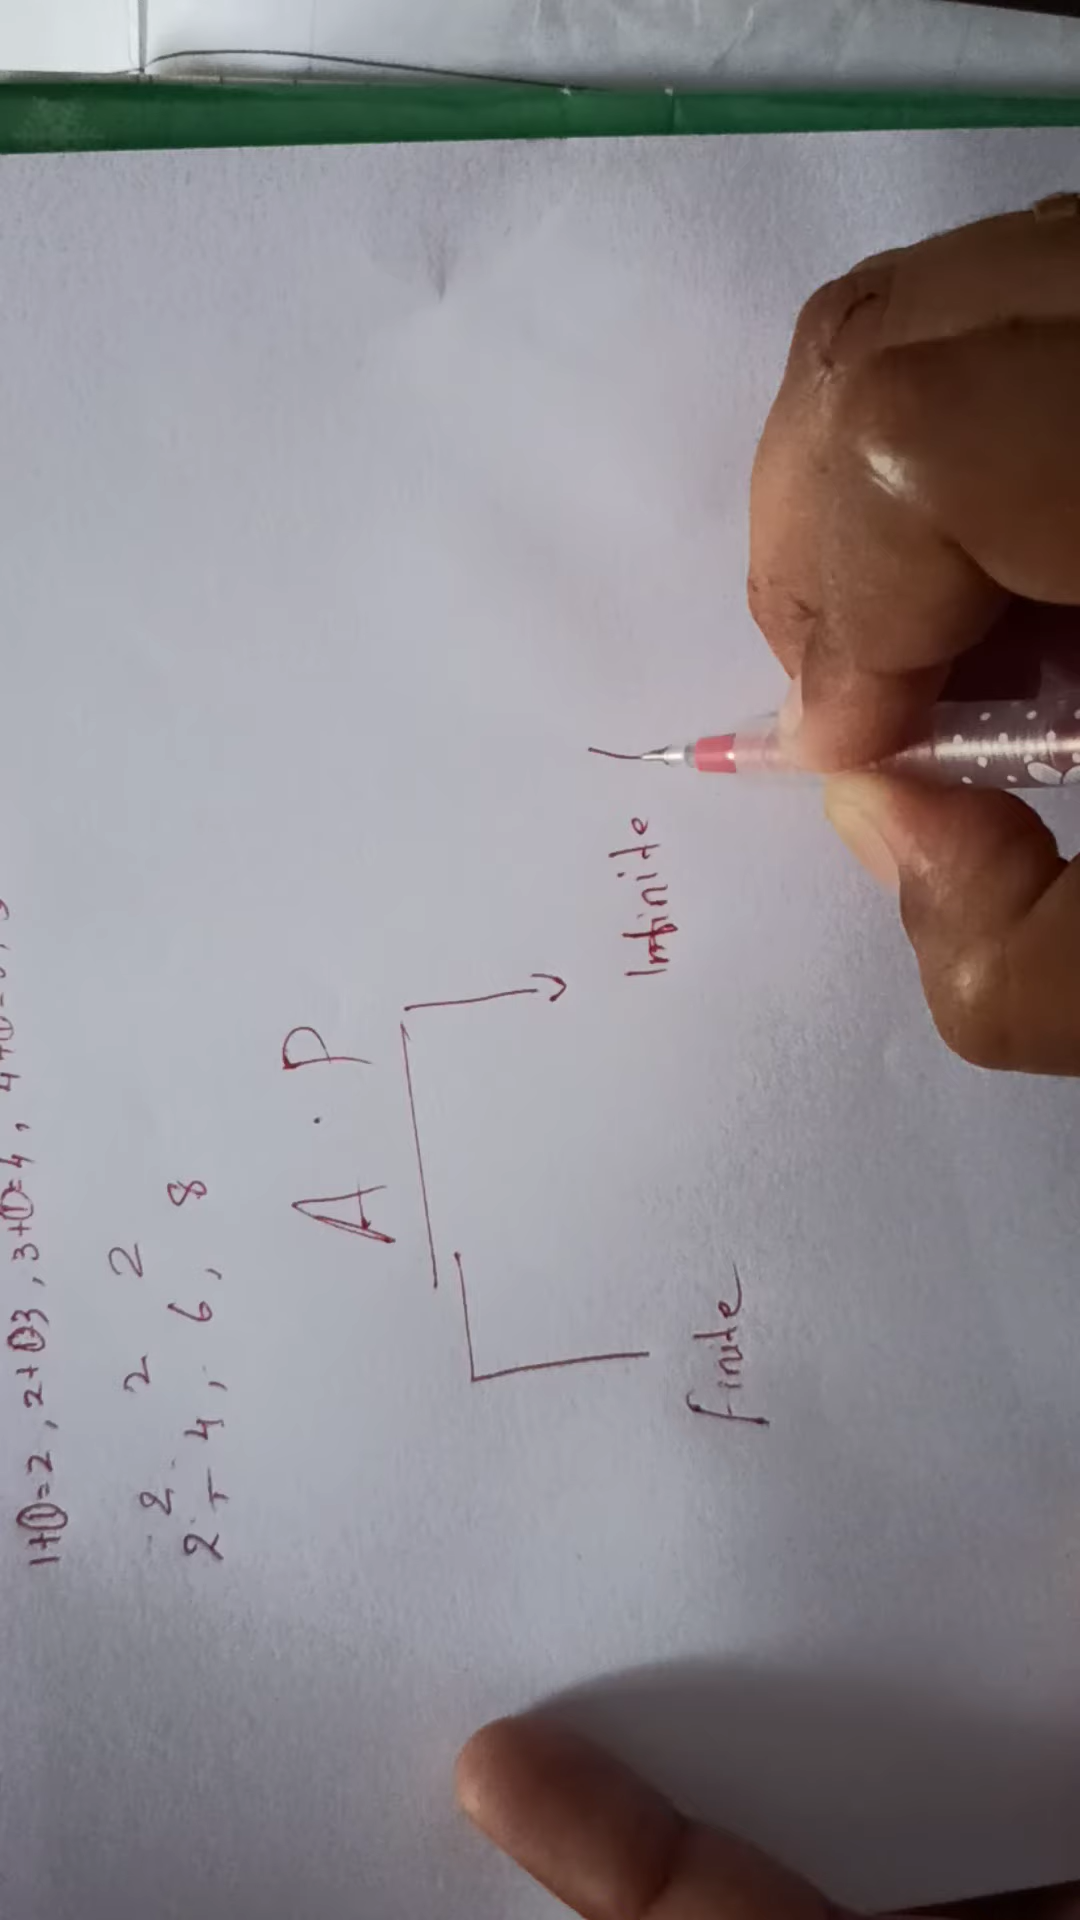 1+1=2, 2+1=3, 3+1=4,
2 2 2
2, 4, 6, 8
A.P
Infinite
finite